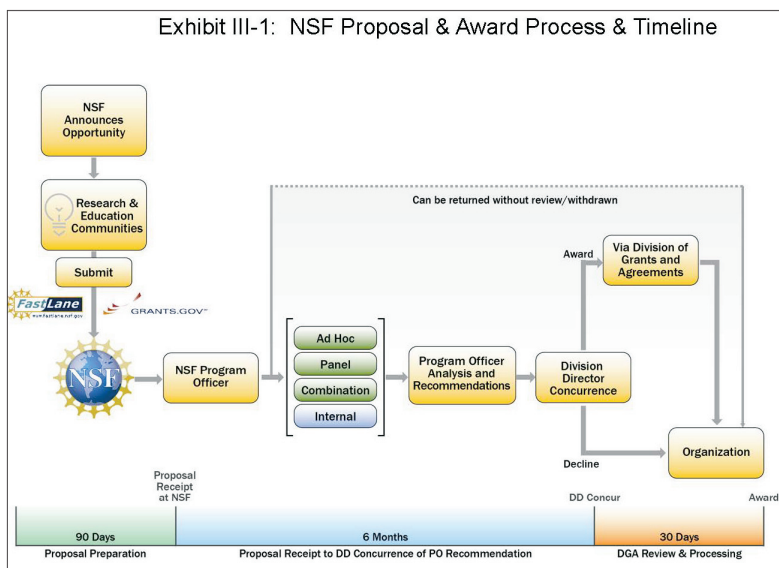 Exhibit III-1: NSF Proposal & Award Process & Timeline
NSF
Announces
Opportunity
Research &
Education
Communities
Submit
FastLane
www.fastlane.nsf.gov
GRANTS.GOV℠
NSF
NSF Program
Officer
Ad Hoc
Panel
Combination
Internal
Program Officer
Analysis and
Recommendations
Division
Director
Concurrence
Can be returned without review/withdrawn
Award
Via Division of
Grants and
Agreements
Decline
Organization
Proposal
Receipt
at NSF
DD Concur
Award
90 Days
6 Months
30 Days
Proposal Preparation
Proposal Receipt to DD Concurrence of PO Recommendation
DGA Review & Processing